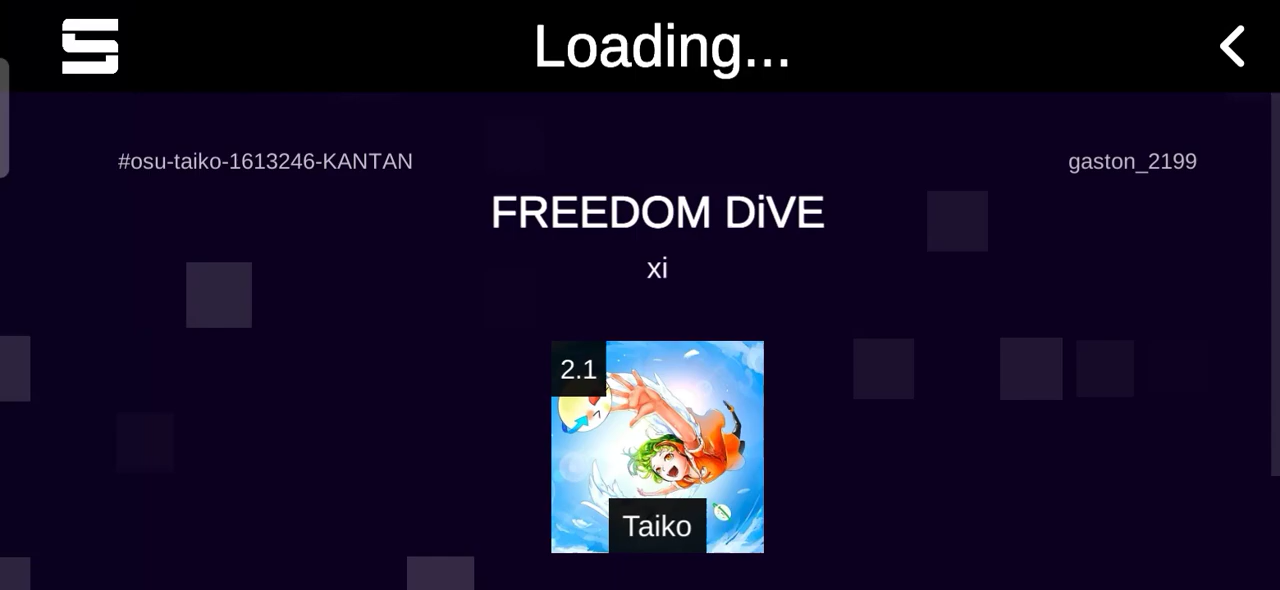 Loading...
#osu-taiko-1613246-KANTAN
gaston_2199
FREEDOM DiVE
xi
2.1
Taiko